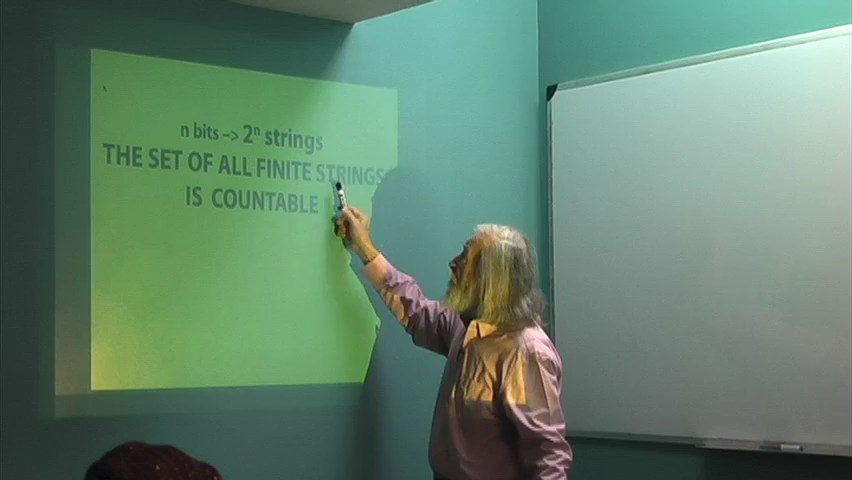 n bits –> 2ⁿ strings
THE SET OF ALL FINITE STRINGS
IS COUNTABLE